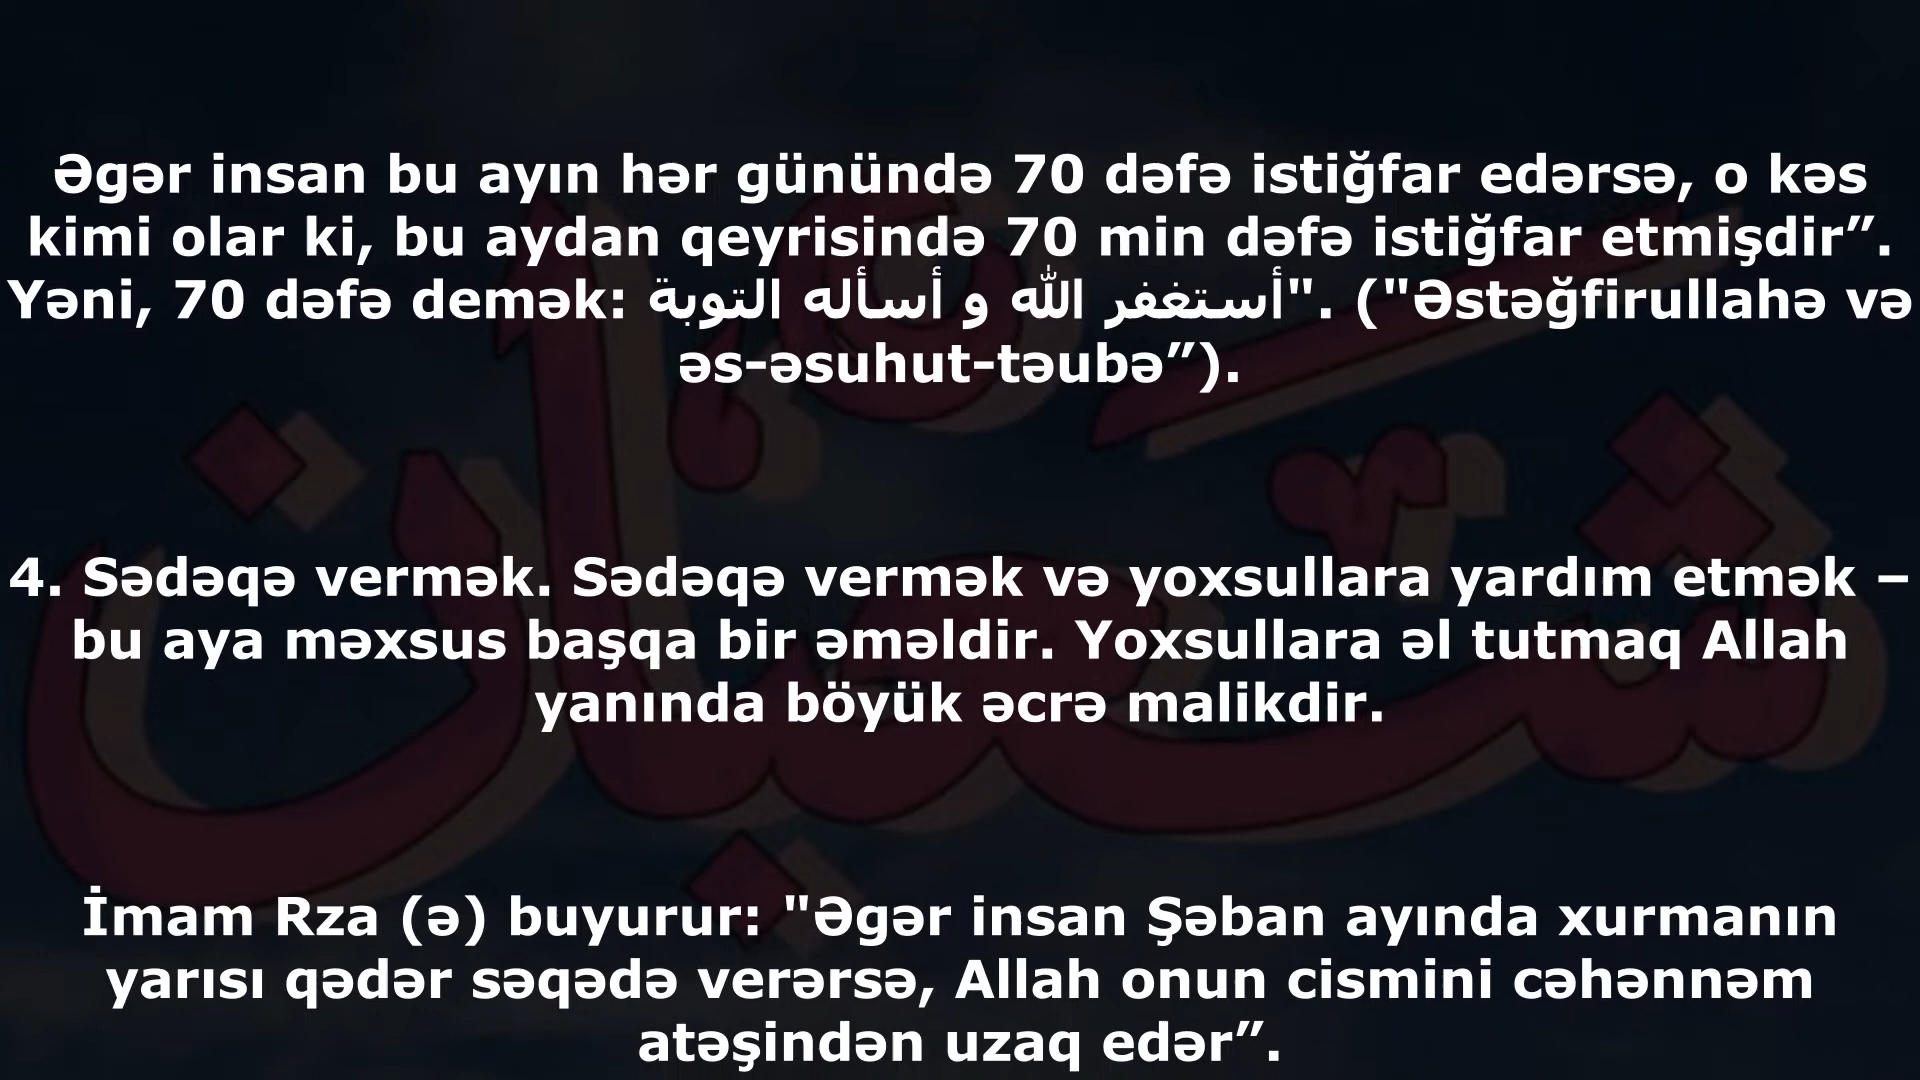 Əgər insan bu ayın hər günündə 70 dəfə istiğfar edərsə, o kəs
kimi olar ki, bu aydan qeyrisində 70 min dəfə istiğfar etmişdir”.
Yəni, 70 dəfə demək: أستغفر الله و أسأله التوبة". ("Əstəğfirullahə və
əs-əsuhut-təubə”).
4. Sədəqə vermək. Sədəqə vermək və yoxsullara yardım etmək –
bu aya məxsus başqa bir əməldir. Yoxsullara əl tutmaq Allah
yanında böyük əcrə malikdir.
İmam Rza (ə) buyurur: "Əgər insan Şəban ayında xurmanın
yarısı qədər səqədə verərsə, Allah onun cismini cəhənnəm
atəşindən uzaq edər”.
شعبان